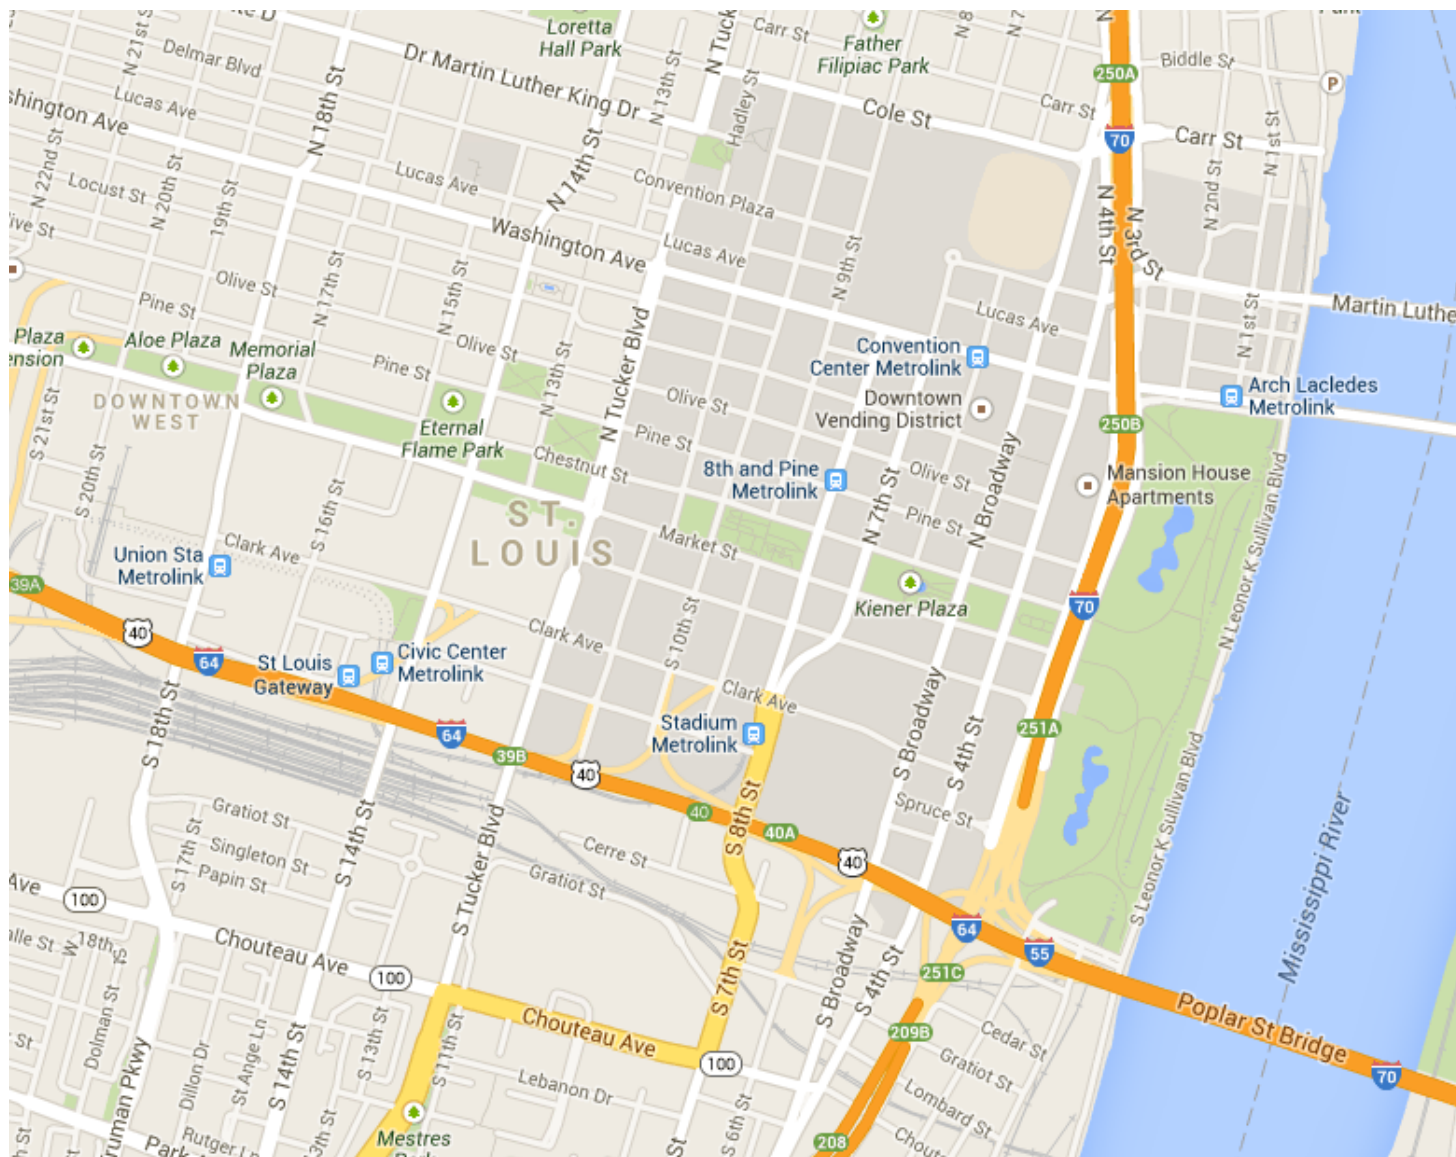 Loretta
Hall Park
N Tucker
Carr St
Father
Filipiac Park
N 21st St
Delmar Blvd
Dr Martin Luther King Dr
N 13th St
Hadley St
Cole St
Carr St
250A
Biddle St
P
70
Carr St
N 1st St
Lucas Ave
N 18th St
N 14th St
Lucas Ave
Convention Plaza
N 22nd St
Locust St
N 20th St
19th St
Washington Ave
Lucas Ave
N 9th St
N 4th St
N 3rd St
N 2nd St
Olive St
N 17th St
N 15th St
Pine St
Lucas Ave
N 1st St
Plaza
Aloe Plaza
Memorial
Plaza
Pine St
Olive St
N 13th St
N Tucker Blvd
Convention
Center Metrolink
Arch Lacledes
Metrolink
DOWNTOWN
WEST
Olive St
Downtown
Vending District
250B
S 21st St
S 20th St
Eternal
Flame Park
Chestnut St
Pine St
8th and Pine
Metrolink
Olive St
N Broadway
Mansion House
Apartments
N 7th St
Pine St
S 16th St
ST.
LOUIS
Market St
Union Sta
Metrolink
Clark Ave
Kiener Plaza
70
N Leonor K Sullivan Blvd
39A
40
64
St Louis
Gateway
Civic Center
Metrolink
Clark Ave
S 10th St
Clark Ave
S 18th St
64
39B
40
Stadium
Metrolink
S Broadway
S 4th St
251A
S Leonor K Sullivan Blvd
Mississippi River
Gratiot St
Singleton St
Papin St
S 17th St
S 14th St
S Tucker Blvd
Cerre St
Gratiot St
40
S 8th St
40A
40
Spruce St
100
Chouteau Ave
100
S 7th St
S Broadway
S 4th St
64
55
251C
209B
Poplar St Bridge
70
18th St
Dolman St
Dillon Dr
St Ange Ln
S 14th St
S 13th St
S 11th St
Chouteau Ave
100
Lebanon Dr
Cedar St
Gratiot St
Lombard St
S 6th St
208
Rutger Ln
Mestres